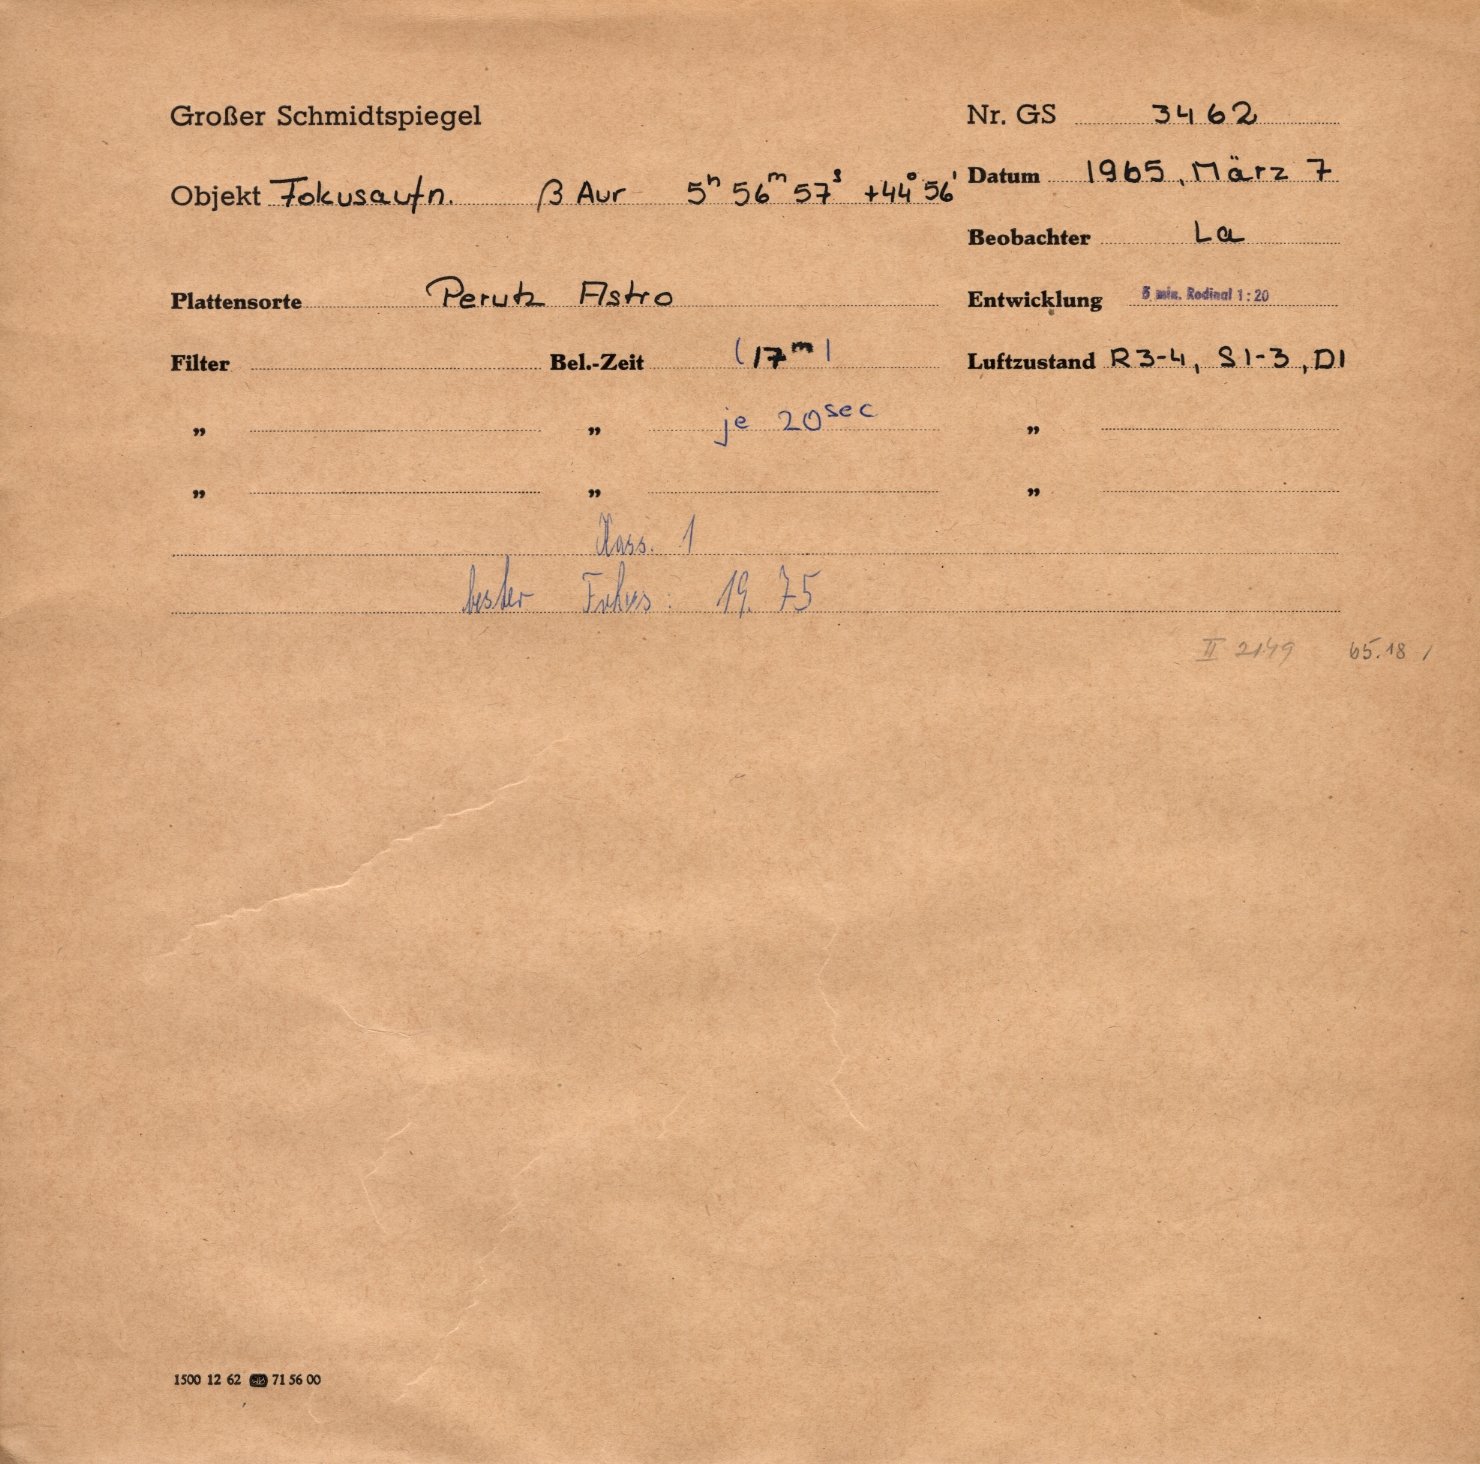 Großer Schmidtspiegel
Nr. GS 3462
Objekt Fokusaufn. β Aur 5ʰ 56ᵐ 57ˢ +44° 56'
Datum 1965, März 7
Beobachter La
Plattensorte Perutz Astro
Entwicklung 5 min. Rodinal 1:20
Filter Bel.-Zeit (17ᵐ)
Luftzustand R3-4, S1-3, D1
„ „ je 20ˢᵉᶜ „
„ „ „
Kass. 1
bester Fokus: 19.75
II 2149 65.18 /
1500 12 62 71 56 00